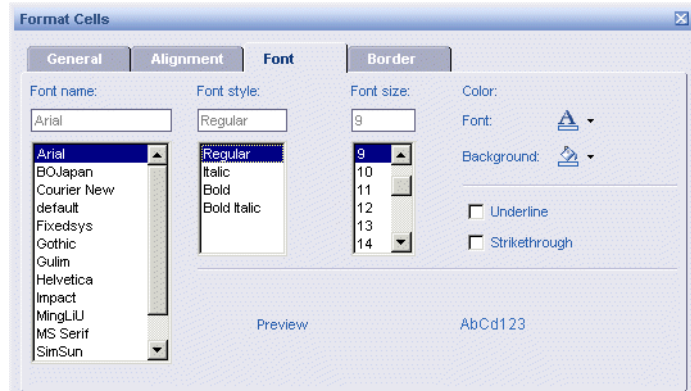 Format Cells
General Alignment Font Border
Font name: Font style: Font size: Color:
Arial Regular 9 Font: A
Arial Regular 9
BOJapan Italic 10 Background:
Courier New Bold 11
default Bold Italic 12 Underline
Fixedsys 13
Gothic 14 Strikethrough
Gulim
Helvetica
Impact
MingLiU Preview AbCd123
MS Serif
SimSun